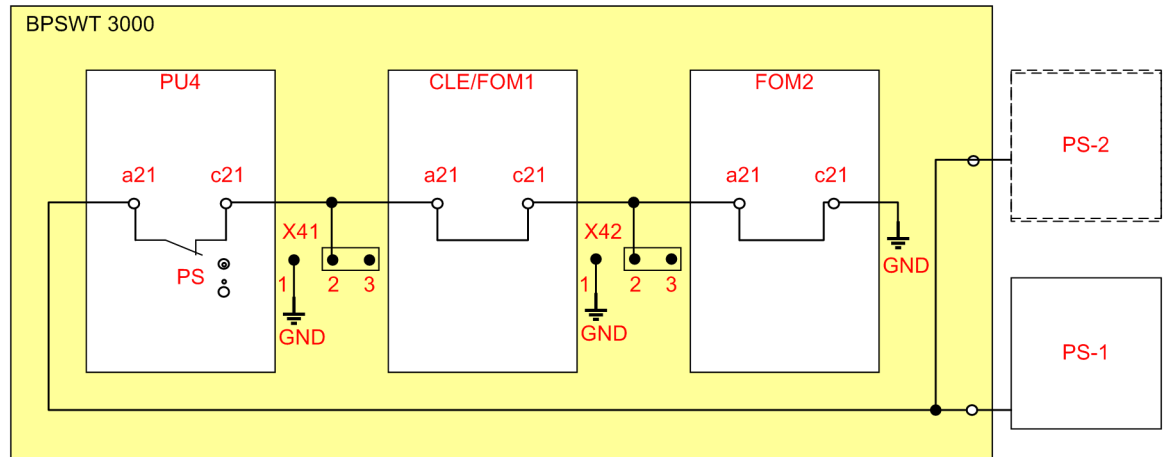 BPSWT 3000
PU4
CLE/FOM1
FOM2
PS-2
a21 c21 a21 c21 a21 c21
X41 X42
PS
GND
1 2 3 1 2 3
GND GND
PS-1